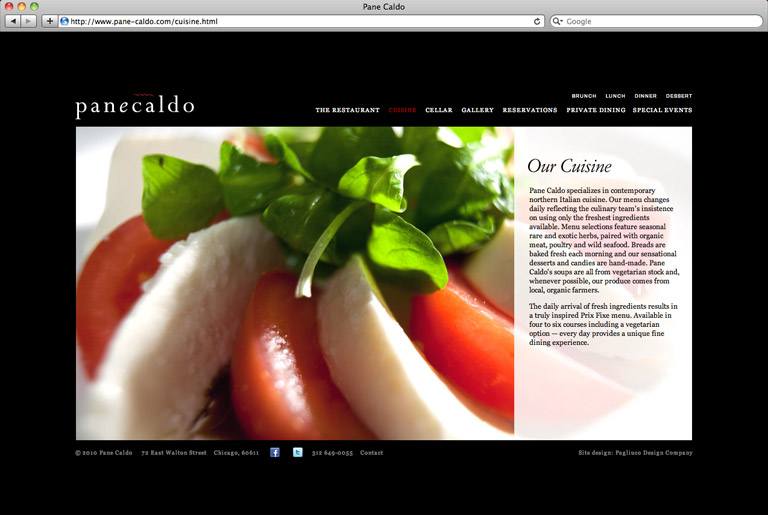 Pane Caldo
http://www.pane-caldo.com/cuisine.html
Google
BRUNCH LUNCH DINNER DESSERT
panecaldo
THE RESTAURANT CUISINE CELLAR GALLERY RESERVATIONS PRIVATE DINING SPECIAL EVENTS
Our Cuisine
Pane Caldo specializes in contemporary
northern Italian cuisine. Our menu changes
daily reflecting the culinary team's insistence
on using only the freshest ingredients
available. Menu selections feature seasonal
rare and exotic herbs, paired with organic
meat, poultry and wild seafood. Breads are
baked fresh each morning and our sensational
desserts and candies are hand-made. Pane
Caldo's soups are all from vegetarian stock and,
whenever possible, our produce comes from
local, organic farmers.
The daily arrival of fresh ingredients results in
a truly inspired Prix Fixe menu. Available in
four to six courses including a vegetarian
option — every day provides a unique fine
dining experience.
© 2010 Pane Caldo 72 East Walton Street Chicago, 60611 f t 312 649-0055 Contact Site design: Pagliuco Design Company